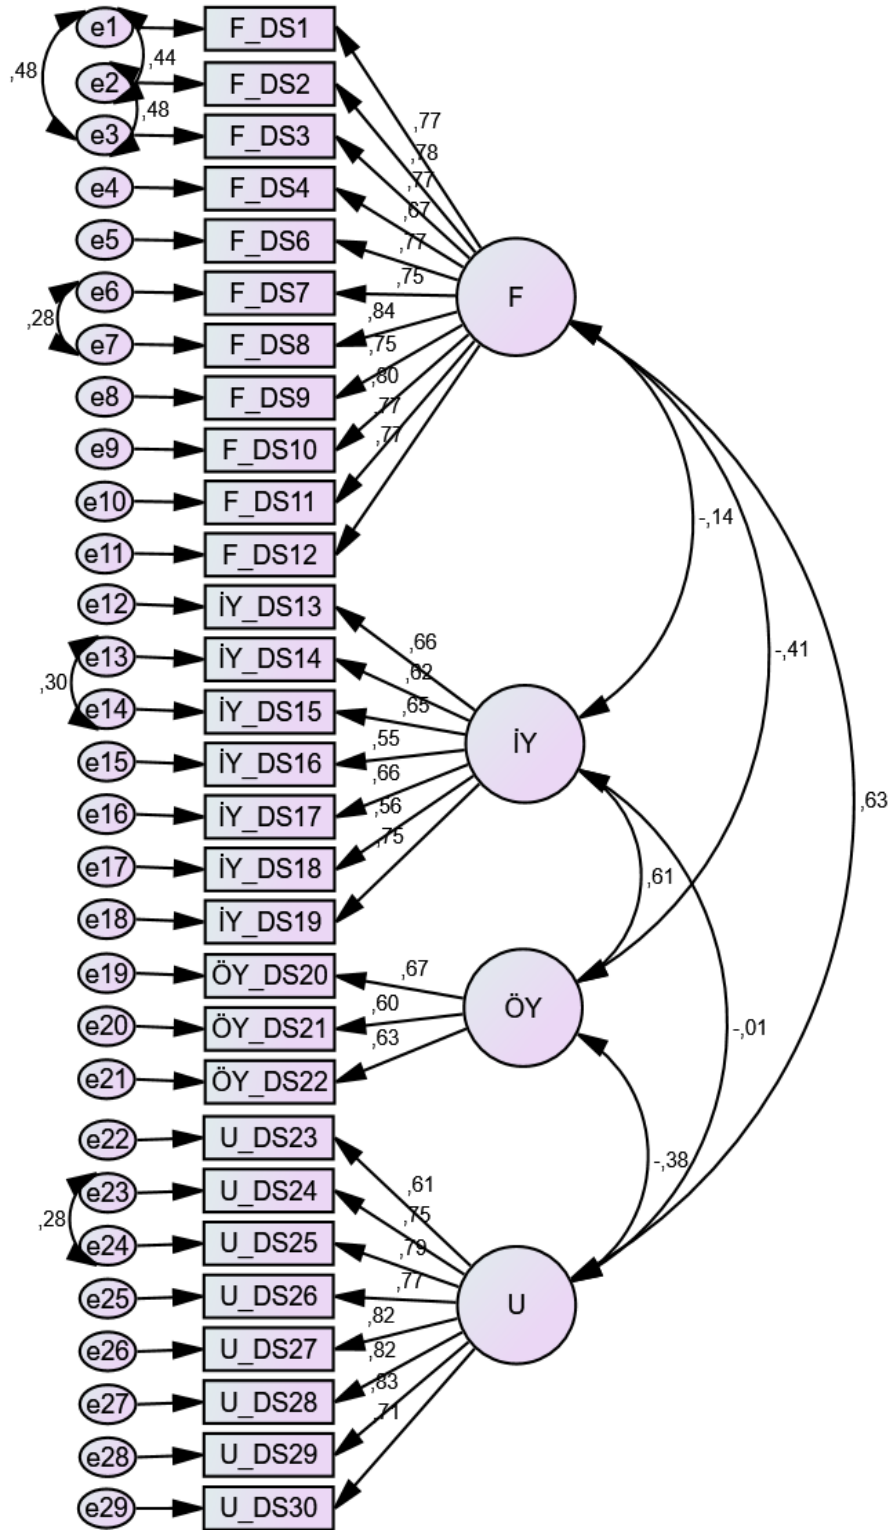 e1 F_DS1
,44
,48
e2 F_DS2
,48
e3 F_DS3
,77
,78
e4 F_DS4
,77
,67
e5 F_DS6
,77
,75
e6 F_DS7
F
,28
,84
e7 F_DS8
,75
e8 F_DS9
,80
,77
e9 F_DS10
,77
e10 F_DS11
-,14
e11 F_DS12
e12 İY_DS13
,66
e13 İY_DS14
-,41
,62
,30
e14 İY_DS15
,65
,55
İY
e15 İY_DS16
,66
,63
e16 İY_DS17
,56
,75
e17 İY_DS18
,61
e18 İY_DS19
e19 ÖY_DS20
,67
,60
ÖY
e20 ÖY_DS21
-,01
,63
e21 ÖY_DS22
e22 U_DS23
-,38
,61
e23 U_DS24
,75
,28
e24 U_DS25
,79
,77
e25 U_DS26
U
,82
e26 U_DS27
,82
,83
e27 U_DS28
,71
e28 U_DS29
e29 U_DS30